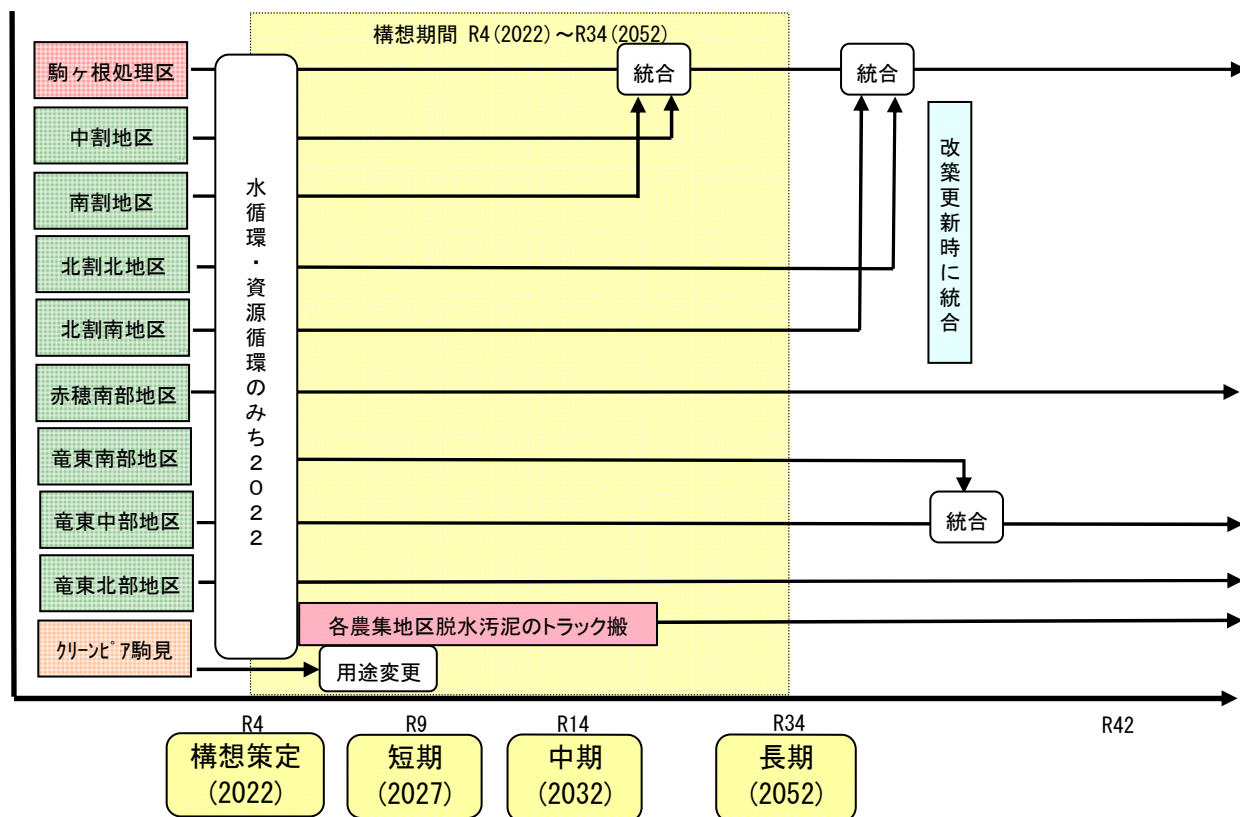 構想期間 R4(2022)～R34(2052)
駒ヶ根処理区
統合
統合
中割地区
南割地区
北割北地区
北割南地区
赤穂南部地区
竜東南部地区
竜東中部地区
統合
竜東北部地区
クリーンピア駒見
水循環・資源循環のみち2022
改築更新時に統合
各農集地区脱水汚泥のトラック搬
用途変更
R4
R9
R14
R34
R42
構想策定
(2022)
短期
(2027)
中期
(2032)
長期
(2052)